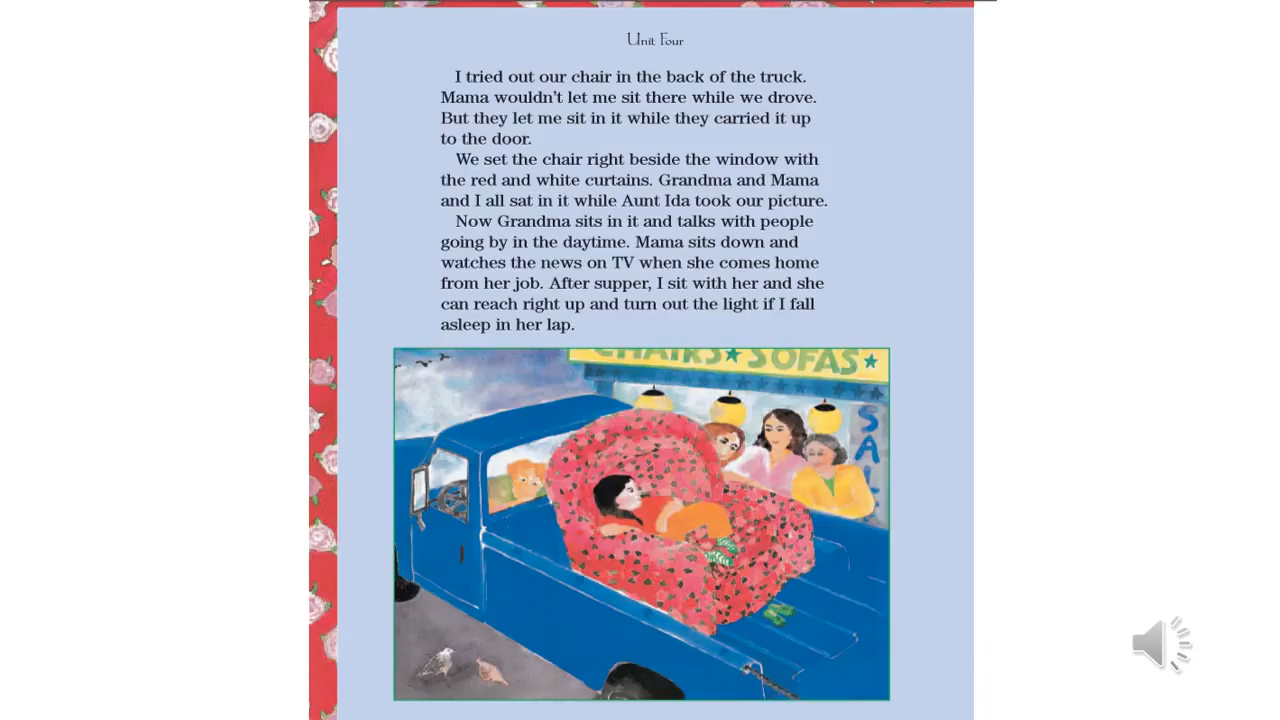 Unit Four
I tried out our chair in the back of the truck.
Mama wouldn't let me sit there while we drove.
But they let me sit in it while they carried it up
to the door.
We set the chair right beside the window with
the red and white curtains. Grandma and Mama
and I all sat in it while Aunt Ida took our picture.
Now Grandma sits in it and talks with people
going by in the daytime. Mama sits down and
watches the news on TV when she comes home
from her job. After supper, I sit with her and she
can reach right up and turn out the light if I fall
asleep in her lap.
CHAIRS★SOFAS★
SAL